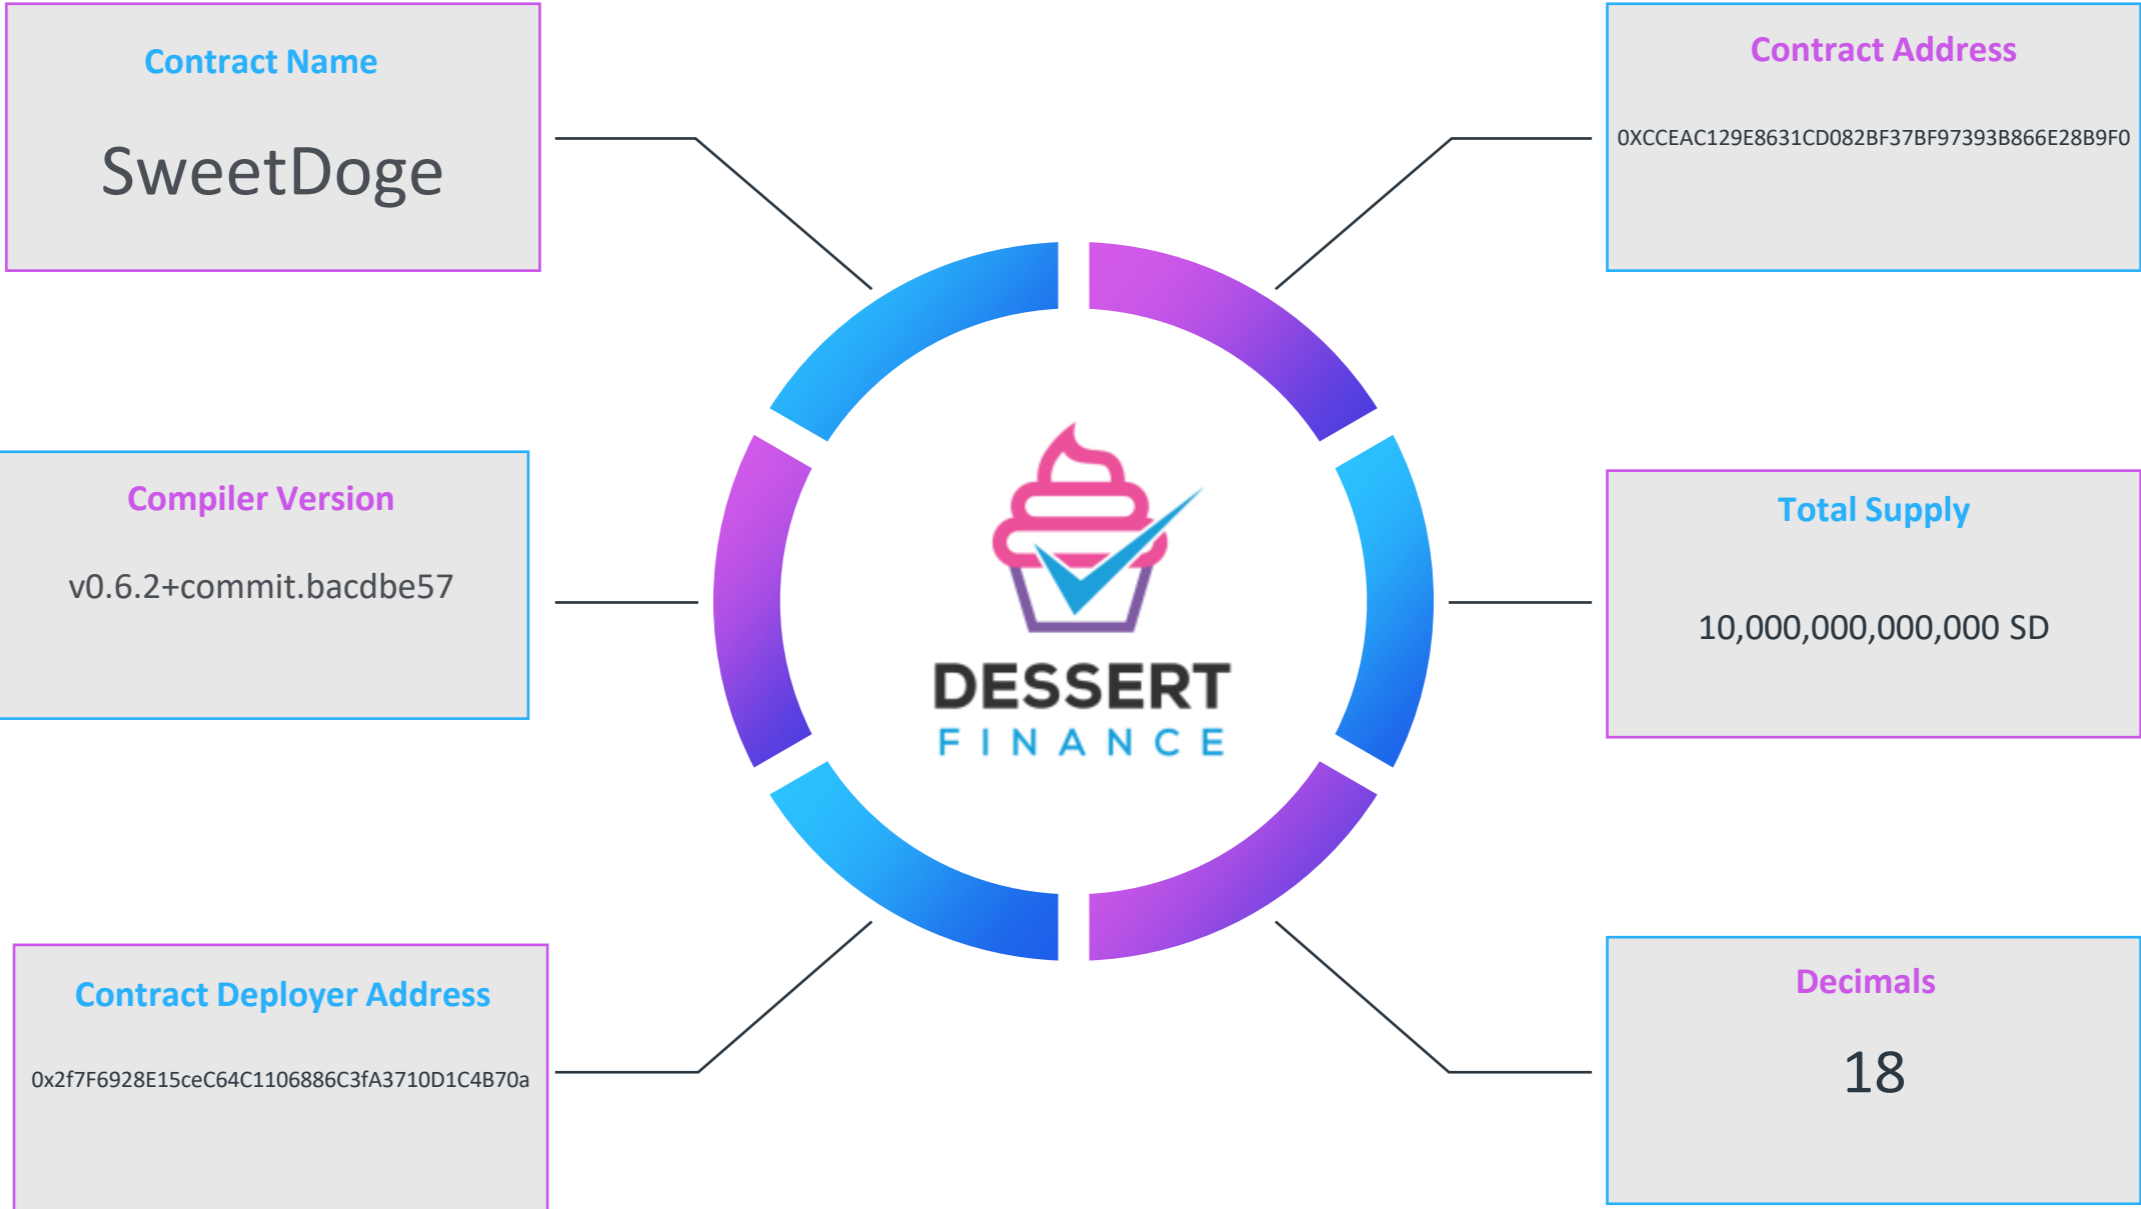 Contract Name
SweetDoge
Contract Address
0XCCEAC129E8631CD082BF37BF97393B866E28B9F0
Compiler Version
v0.6.2+commit.bacdbe57
DESSERT
FINANCE
Total Supply
10,000,000,000,000 SD
Contract Deployer Address
0x2f7F6928E15ceC64C1106886C3fA3710D1C4B70a
Decimals
18